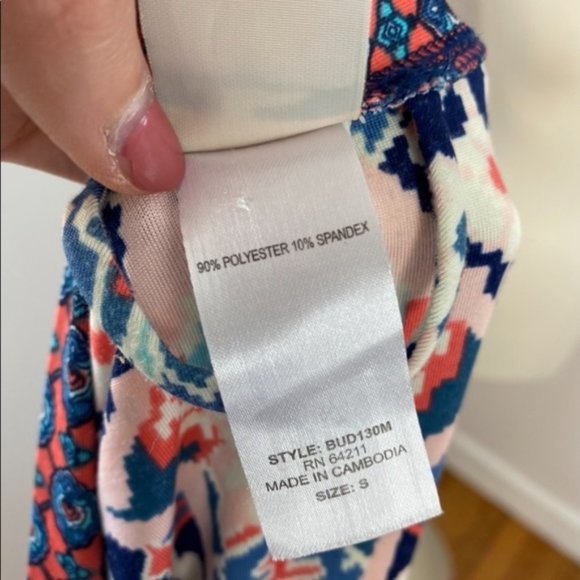 90% POLYESTER 10% SPANDEX
STYLE: BUD130M
RN 64211
MADE IN CAMBODIA
SIZE: S